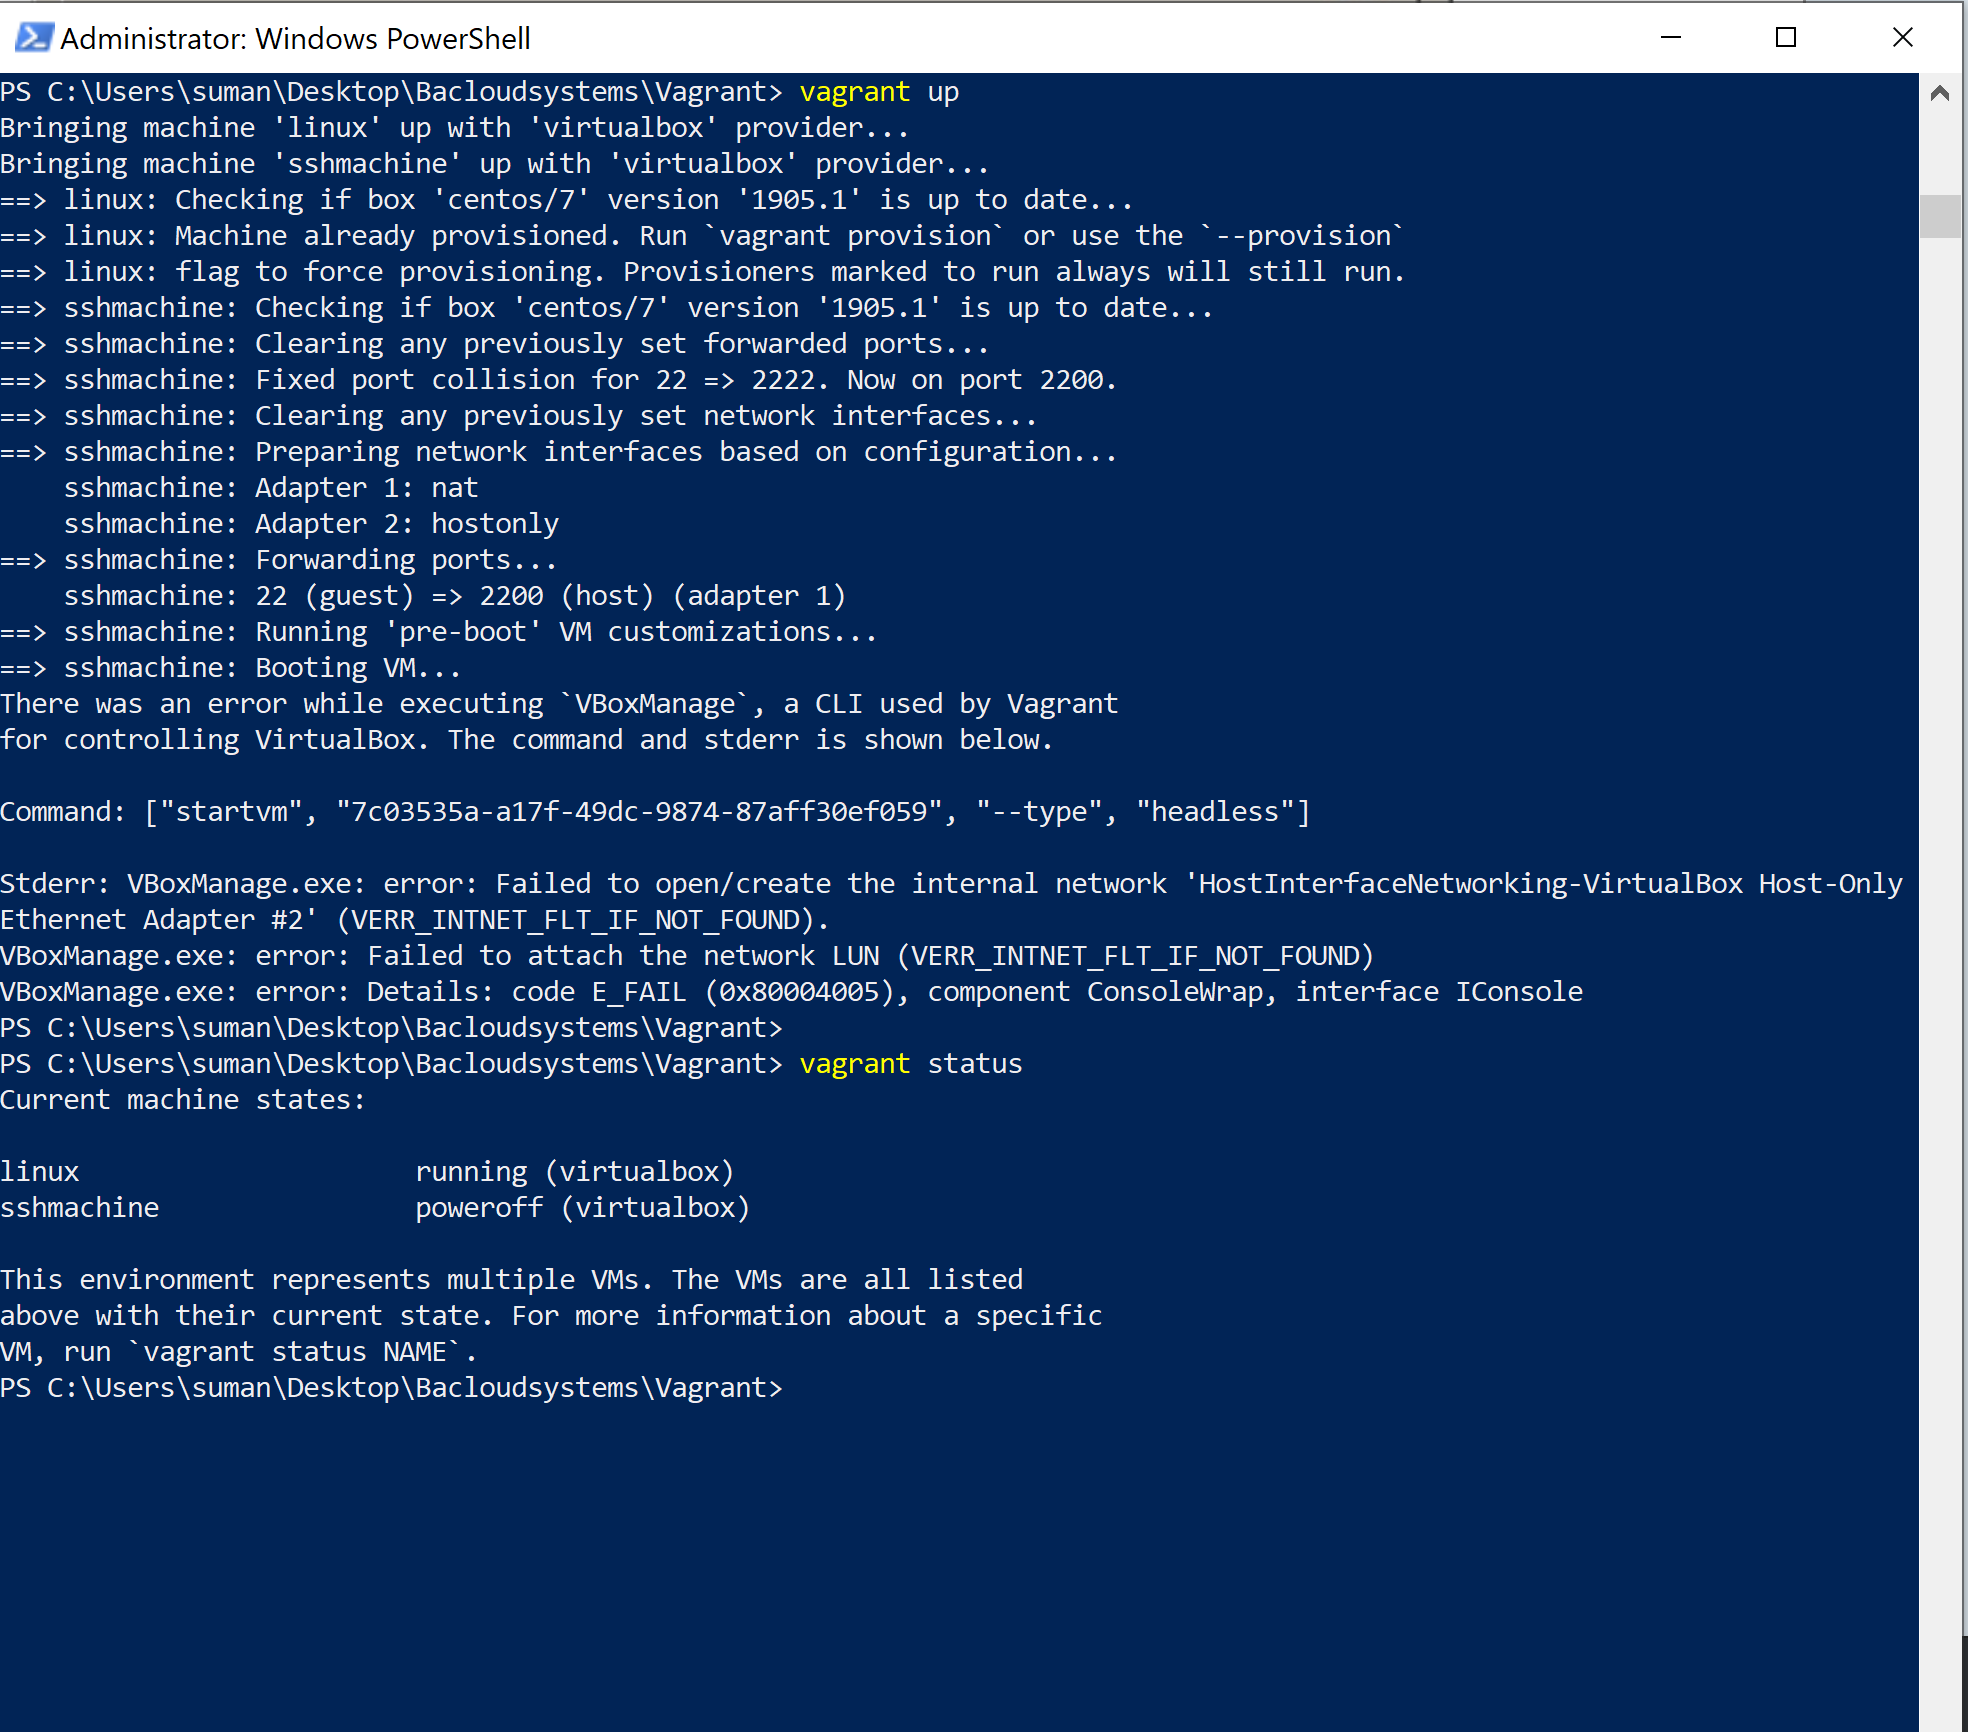 Administrator: Windows PowerShell
PS C:\Users\suman\Desktop\Bacloudsystems\Vagrant> vagrant up
Bringing machine 'linux' up with 'virtualbox' provider...
Bringing machine 'sshmachine' up with 'virtualbox' provider...
==> linux: Checking if box 'centos/7' version '1905.1' is up to date...
==> linux: Machine already provisioned. Run `vagrant provision` or use the `--provision`
==> linux: flag to force provisioning. Provisioners marked to run always will still run.
==> sshmachine: Checking if box 'centos/7' version '1905.1' is up to date...
==> sshmachine: Clearing any previously set forwarded ports...
==> sshmachine: Fixed port collision for 22 => 2222. Now on port 2200.
==> sshmachine: Clearing any previously set network interfaces...
==> sshmachine: Preparing network interfaces based on configuration...
    sshmachine: Adapter 1: nat
    sshmachine: Adapter 2: hostonly
==> sshmachine: Forwarding ports...
    sshmachine: 22 (guest) => 2200 (host) (adapter 1)
==> sshmachine: Running 'pre-boot' VM customizations...
==> sshmachine: Booting VM...
There was an error while executing `VBoxManage`, a CLI used by Vagrant
for controlling VirtualBox. The command and stderr is shown below.

Command: ["startvm", "7c03535a-a17f-49dc-9874-87aff30ef059", "--type", "headless"]

Stderr: VBoxManage.exe: error: Failed to open/create the internal network 'HostInterfaceNetworking-VirtualBox Host-Only
Ethernet Adapter #2' (VERR_INTNET_FLT_IF_NOT_FOUND).
VBoxManage.exe: error: Failed to attach the network LUN (VERR_INTNET_FLT_IF_NOT_FOUND)
VBoxManage.exe: error: Details: code E_FAIL (0x80004005), component ConsoleWrap, interface IConsole
PS C:\Users\suman\Desktop\Bacloudsystems\Vagrant>
PS C:\Users\suman\Desktop\Bacloudsystems\Vagrant> vagrant status
Current machine states:

linux                     running (virtualbox)
sshmachine                poweroff (virtualbox)

This environment represents multiple VMs. The VMs are all listed
above with their current state. For more information about a specific
VM, run `vagrant status NAME`.
PS C:\Users\suman\Desktop\Bacloudsystems\Vagrant>